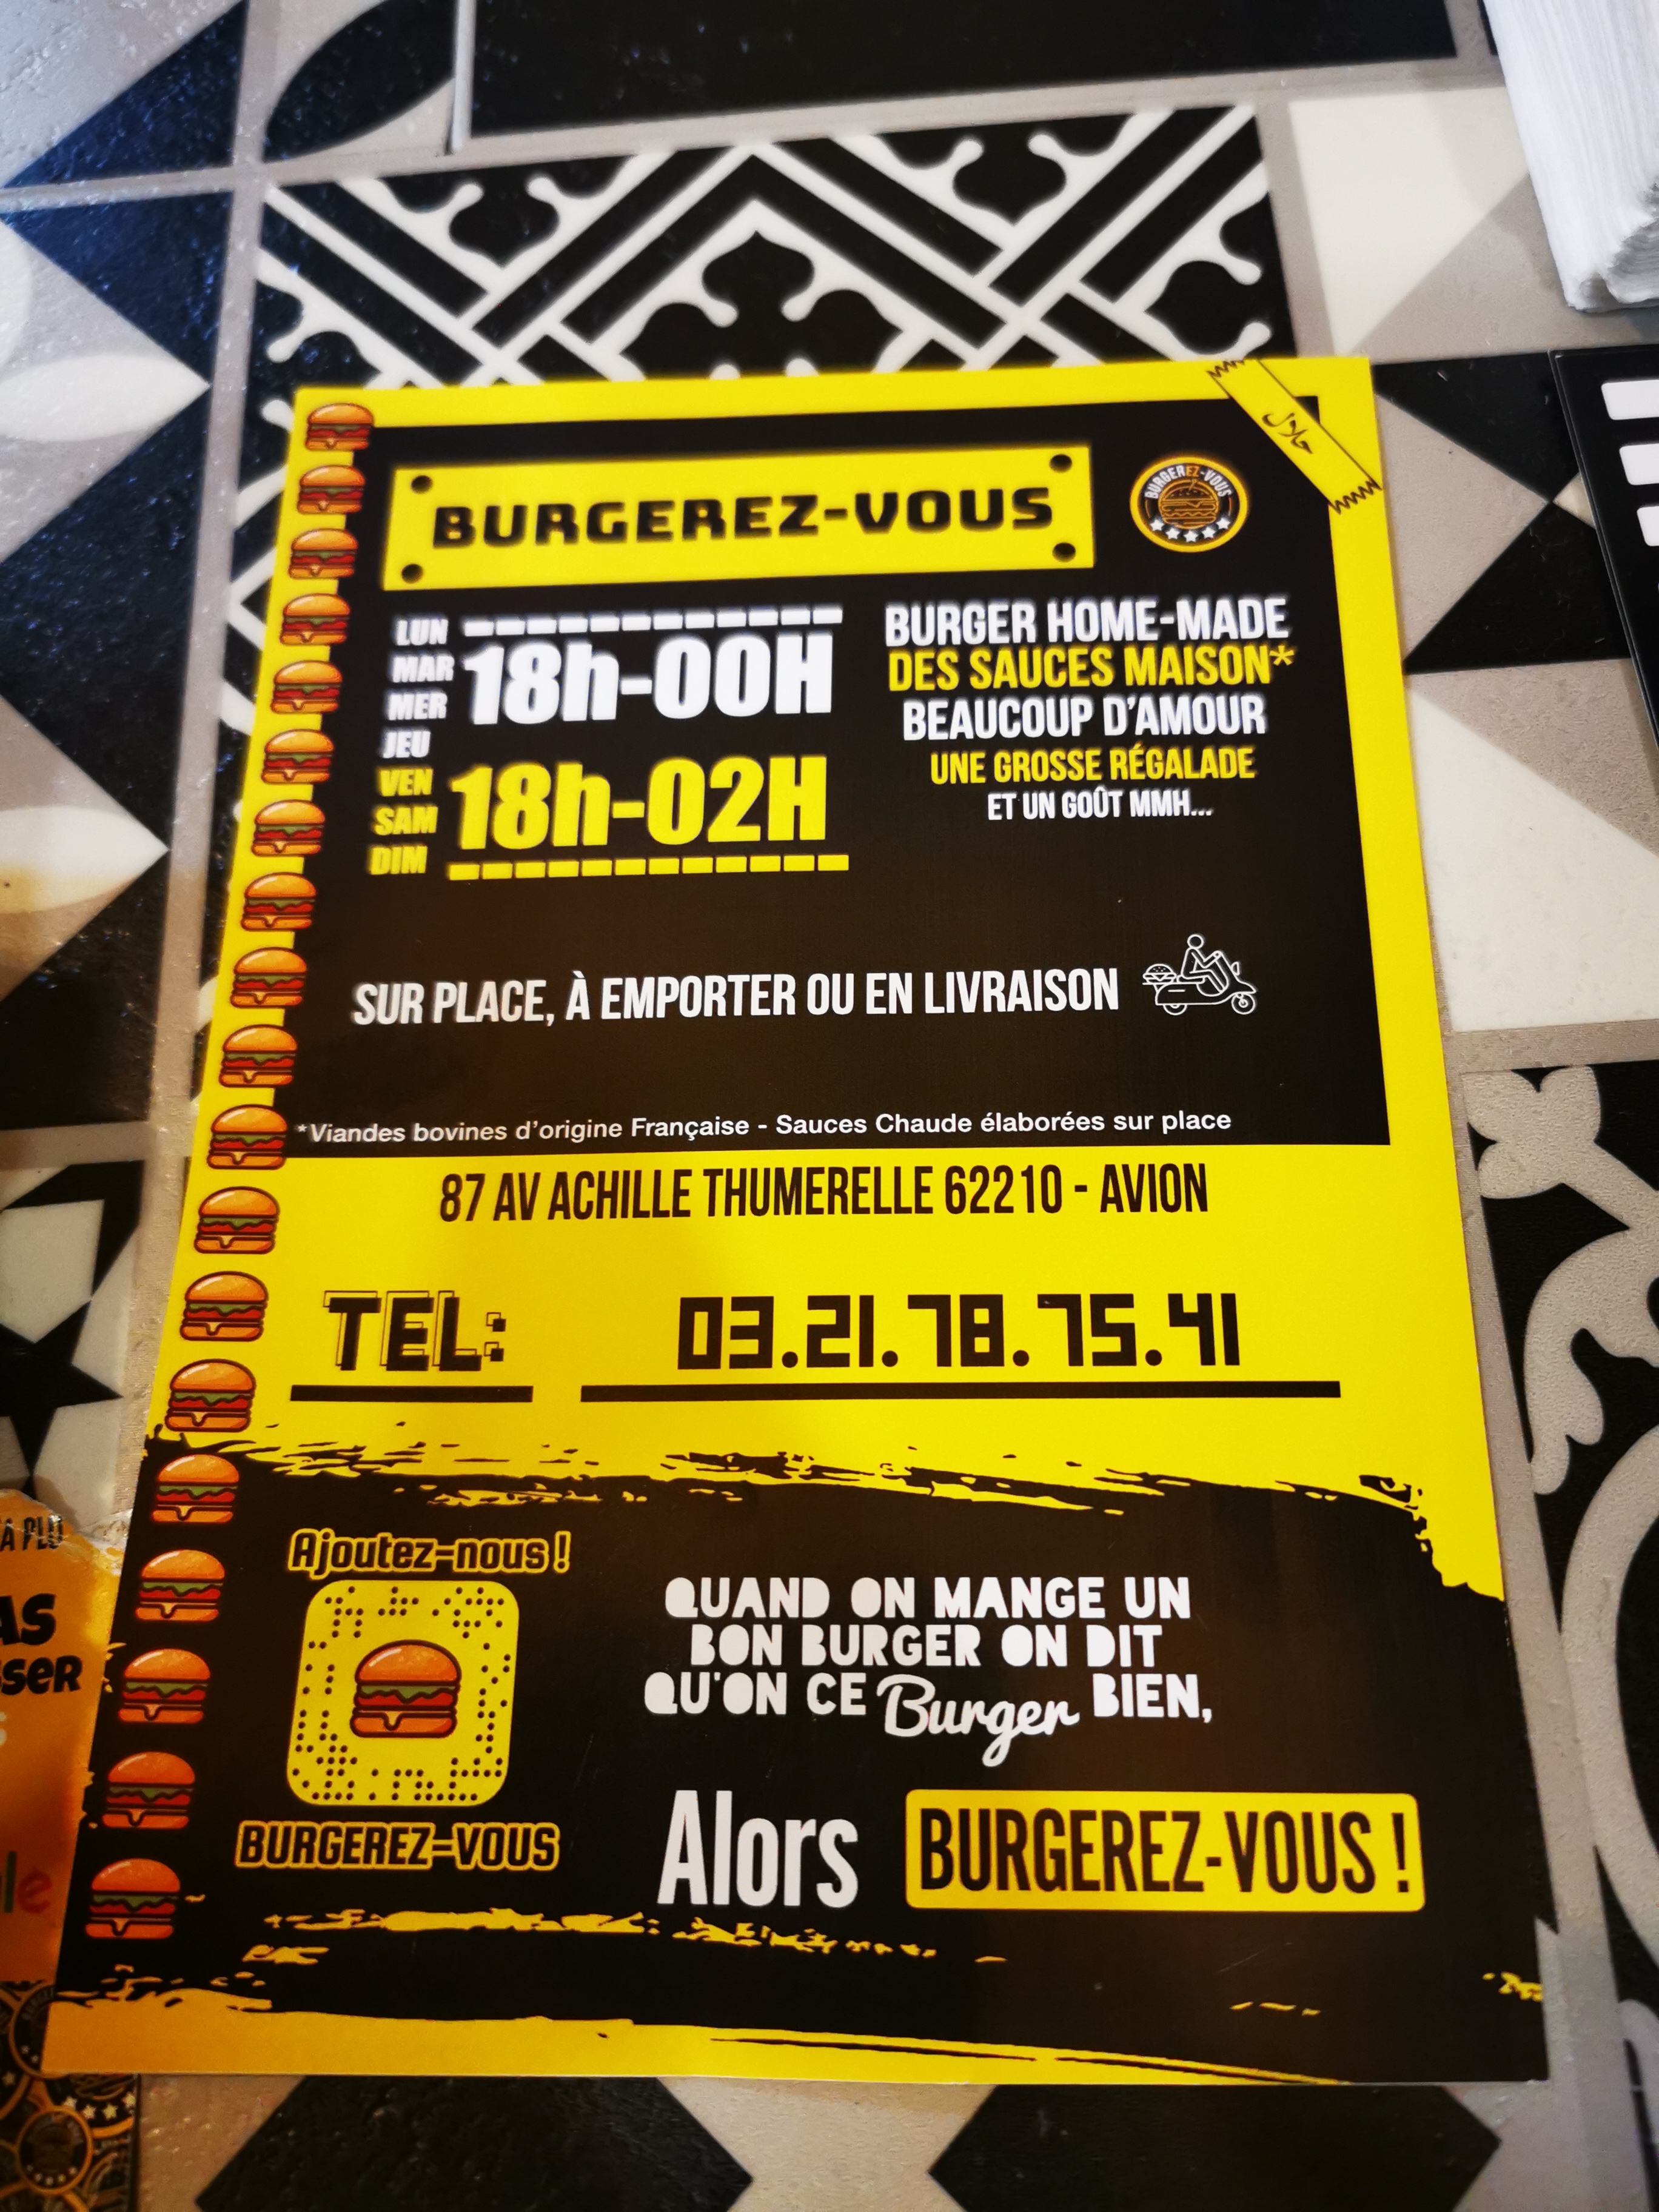 حلال
BURGEREZ-VOUS
BURGEREZ-VOUS
LUN
MAR
MER
JEU
18h-00H
VEN
SAM
DIM
18h-02H
BURGER HOME-MADE
DES SAUCES MAISON*
BEAUCOUP D'AMOUR
UNE GROSSE RÉGALADE
ET UN GOÛT MMH...
SUR PLACE, À EMPORTER OU EN LIVRAISON
*Viandes bovines d'origine Française - Sauces Chaude élaborées sur place
87 AV ACHILLE THUMERELLE 62210 - AVION
TEL: 03.21.78.75.41
Ajoutez-nous !
BURGEREZ-VOUS
QUAND ON MANGE UN
BON BURGER ON DIT
QU'ON CE Burger BIEN,
Alors BURGEREZ-VOUS !